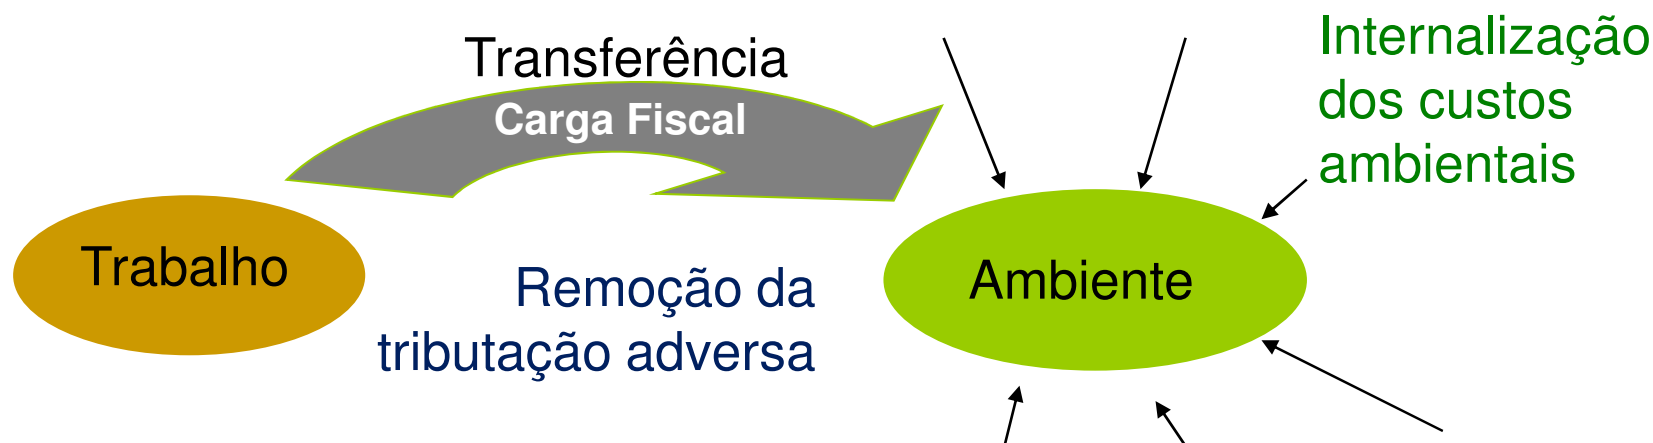 Transferência
Carga Fiscal
Internalização
dos custos
ambientais
Trabalho
Remoção da
tributação adversa
Ambiente